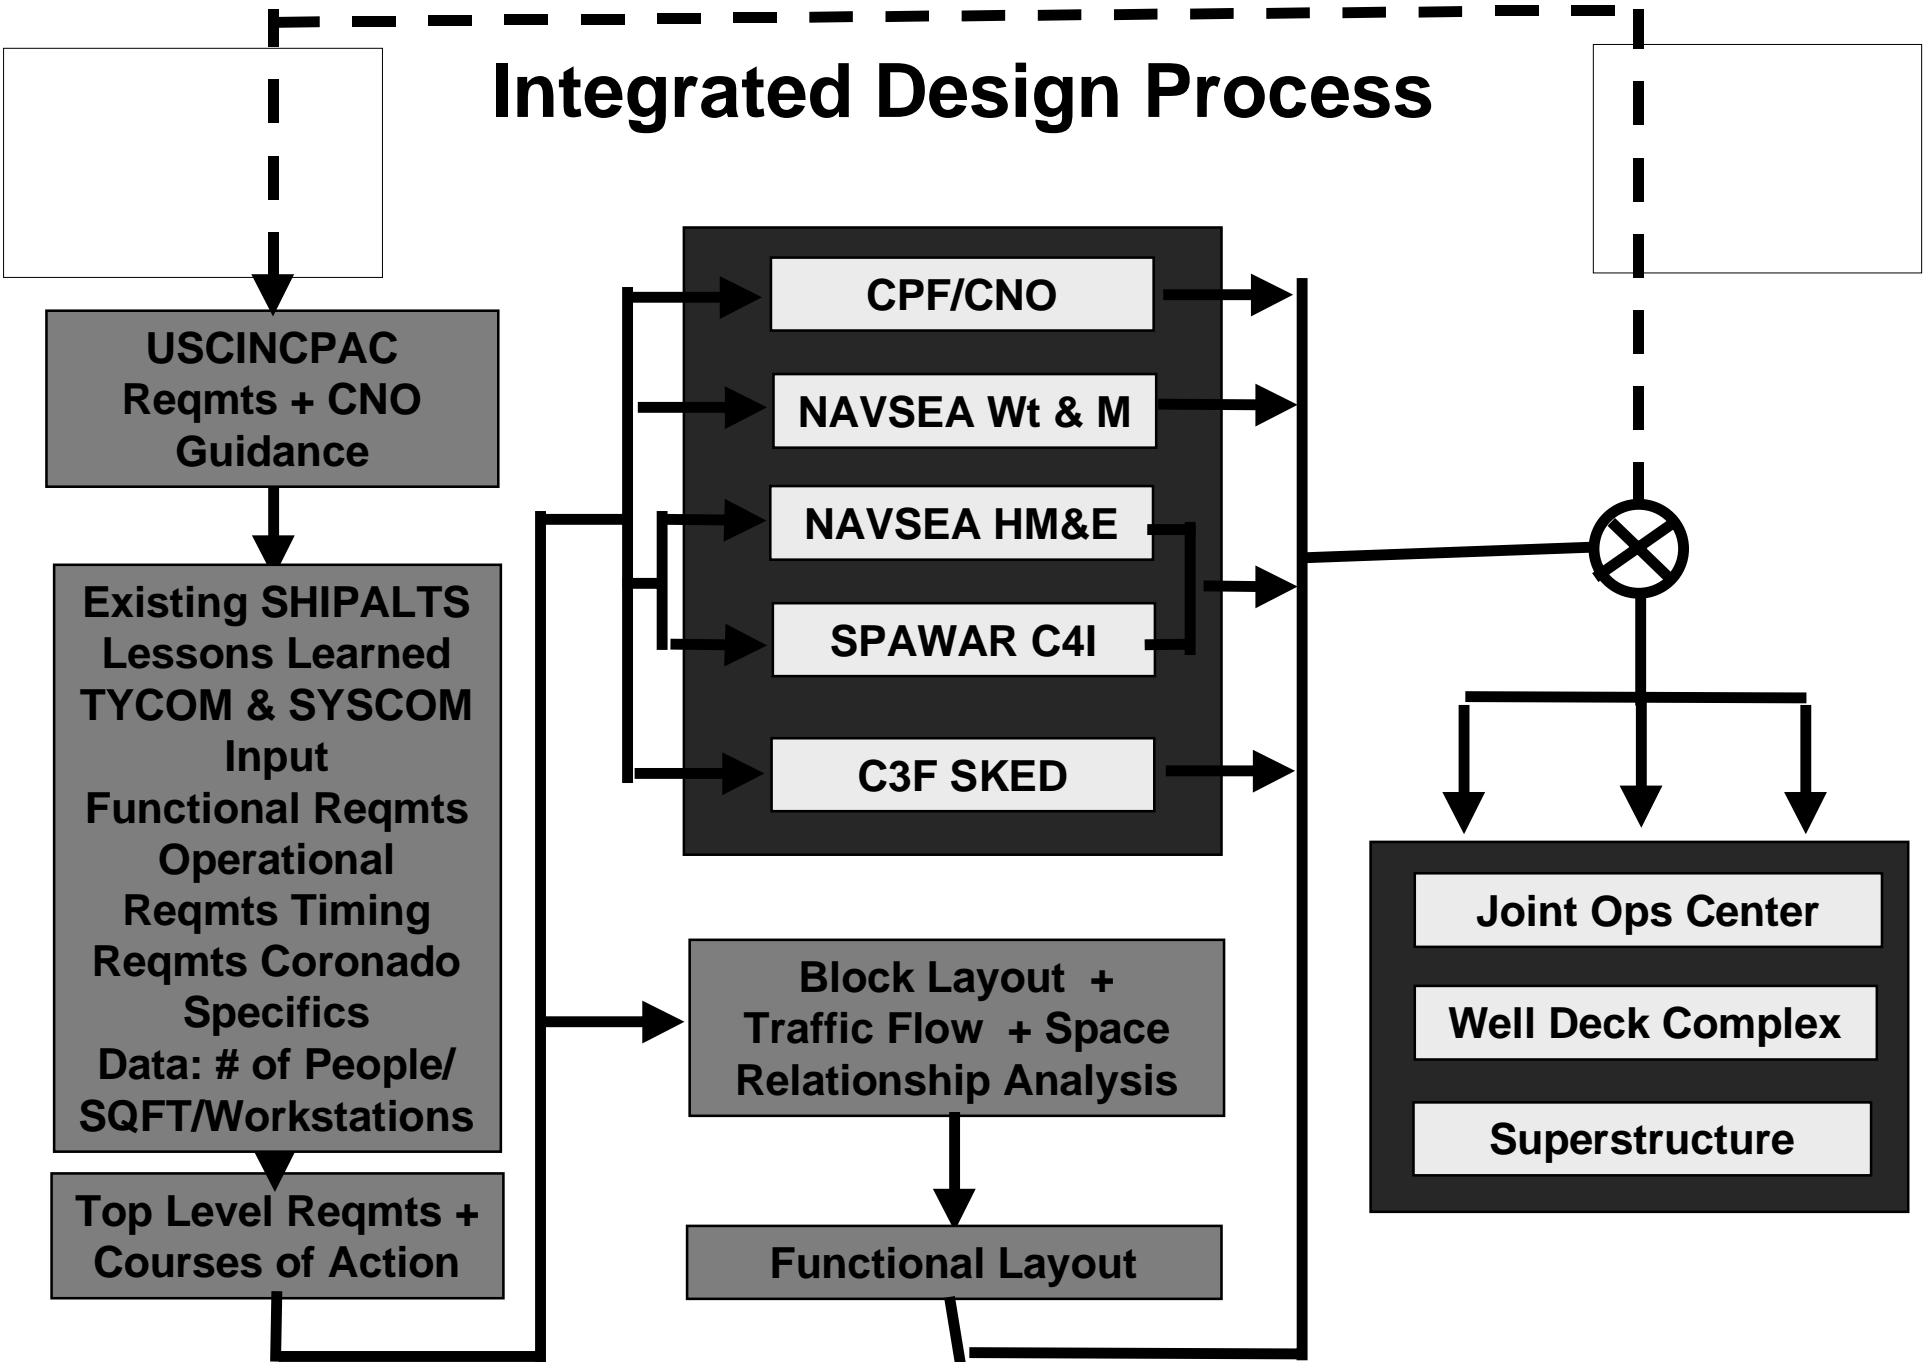 Integrated Design Process
USCINCPAC
Reqmts + CNO
Guidance
Existing SHIPALTS
Lessons Learned
TYCOM & SYSCOM
Input
Functional Reqmts
Operational
Reqmts Timing
Reqmts Coronado
Specifics
Data: # of People/
SQFT/Workstations
Top Level Reqmts +
Courses of Action
CPF/CNO
NAVSEA Wt & M
NAVSEA HM&E
SPAWAR C4I
C3F SKED
Block Layout +
Traffic Flow + Space
Relationship Analysis
Functional Layout
Joint Ops Center
Well Deck Complex
Superstructure